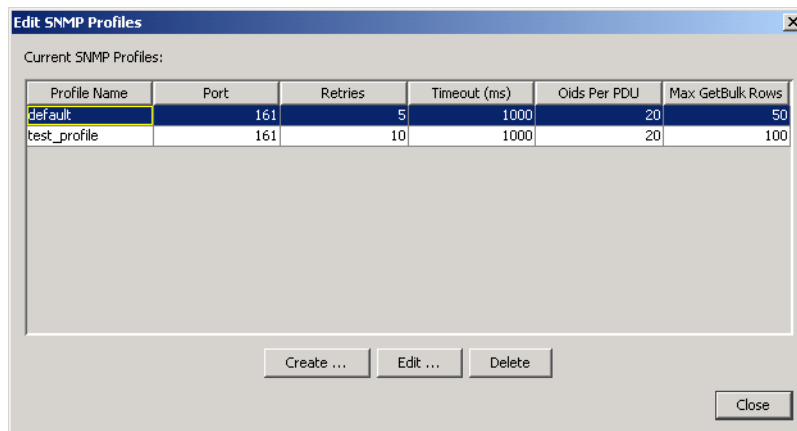 Edit SNMP Profiles
Current SNMP Profiles:
Profile Name Port Retries Timeout (ms) Oids Per PDU Max GetBulk Rows
default 161 5 1000 20 50
test_profile 161 10 1000 20 100
Create ... Edit ... Delete
Close